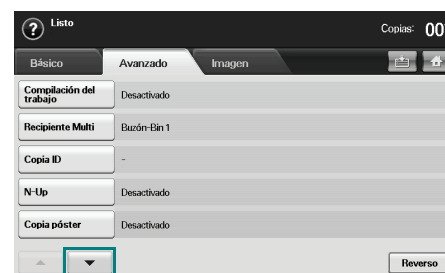 Listo
Copias: 00
Básico Avanzado Imagen
Compilación del
trabajo
Desactivado
Recipiente Multi Buzón-Bin 1
Copia ID -
N-Up Desactivado
Copia póster Desactivado
Reverso